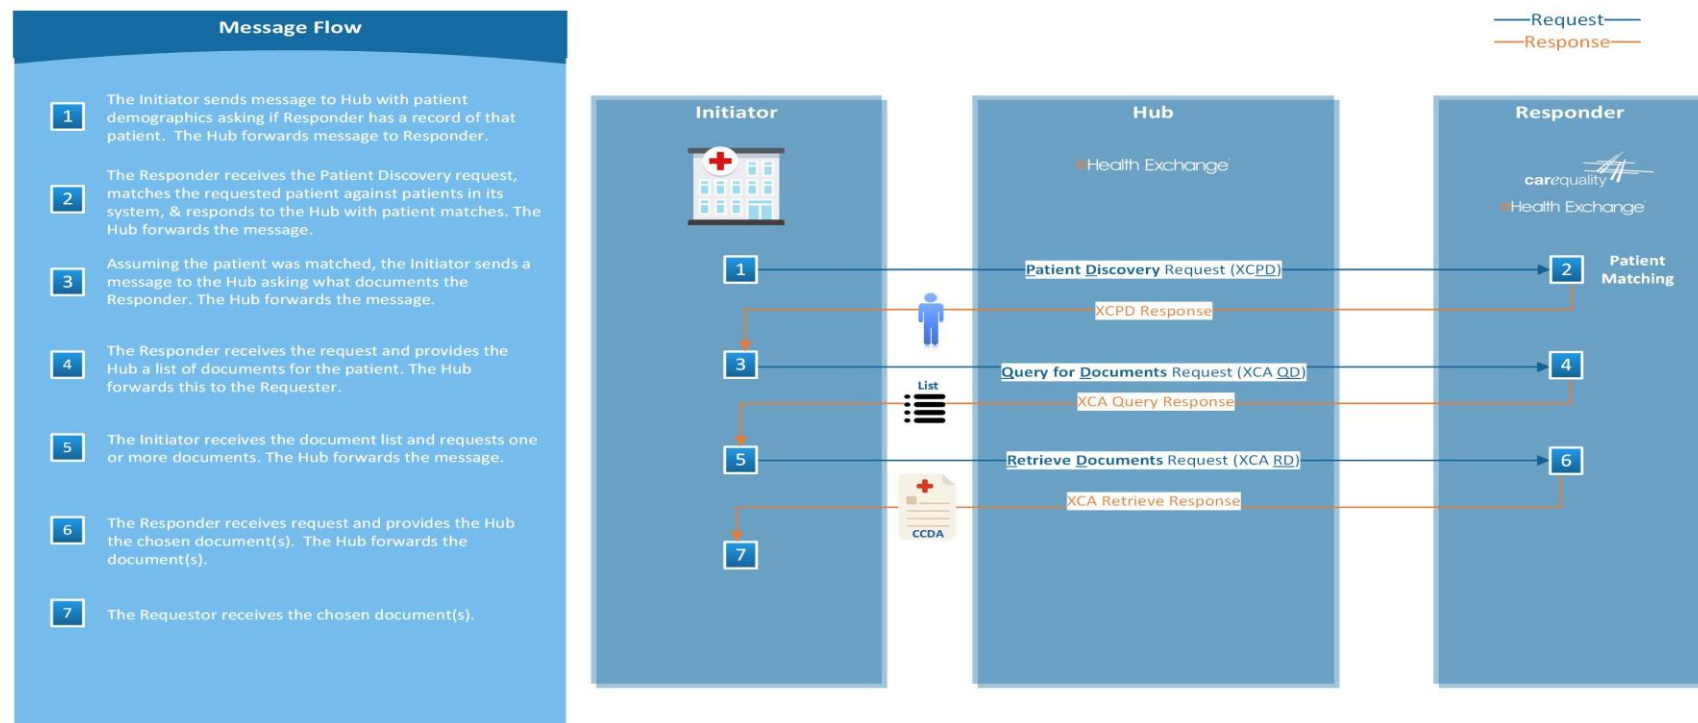 Message Flow
1
The Initiator sends message to Hub with patient
demographics asking if Responder has a record of that
patient. The Hub forwards message to Responder.
2
The Responder receives the Patient Discovery request,
matches the requested patient against patients in its
system, & responds to the Hub with patient matches. The
Hub forwards the message.
3
Assuming the patient was matched, the Initiator sends a
message to the Hub asking what documents the
Responder. The Hub forwards the message.
4
The Responder receives the request and provides the
Hub a list of documents for the patient. The Hub
forwards this to the Requester.
5
The Initiator receives the document list and requests one
or more documents. The Hub forwards the message.
6
The Responder receives request and provides the Hub
the chosen document(s). The Hub forwards the
document(s).
7
The Requestor receives the chosen document(s).
Request
Response
Initiator
Hub
Responder
eHealth Exchange
carequality
eHealth Exchange
1
Patient Discovery Request (XCPD)
2
Patient
Matching
XCPD Response
3
Query for Documents Request (XCA QD)
4
List
XCA Query Response
5
Retrieve Documents Request (XCA RD)
6
XCA Retrieve Response
CCDA
7